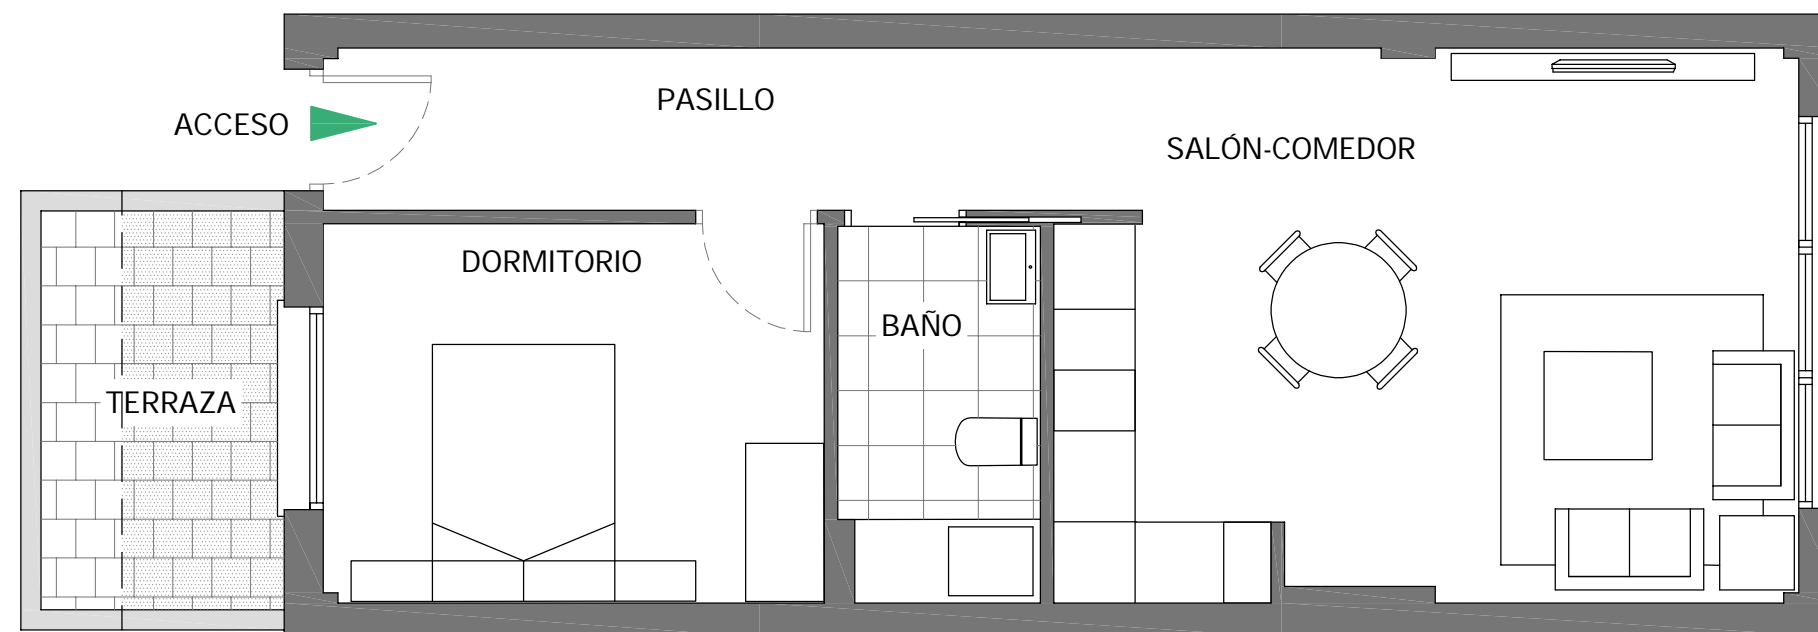 PASILLO
ACCESO
SALÓN-COMEDOR
DORMITORIO
BAÑO
TERRAZA